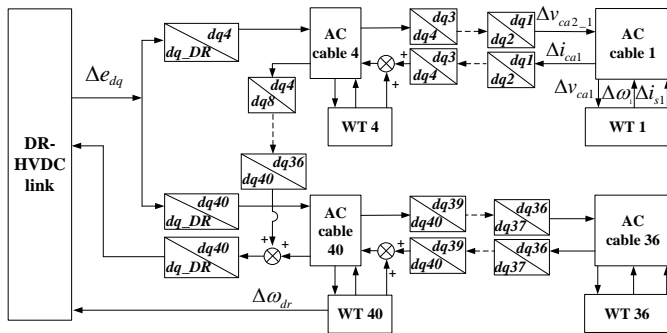 dq4
dq_DR
AC
cable 4
dq3
dq4
dq1
dq2
Δv_ca2_1
AC
cable 1
+
dq3
dq4
dq1
dq2
Δi_ca1
+
Δe_dq
dq4
dq8
Δv_ca1
Δω_1
Δi_s1
WT 4
WT 1
DR-
HVDC
link
dq36
dq40
dq40
dq_DR
AC
cable
40
dq39
dq40
dq36
dq37
AC
cable 36
dq40
dq_DR
+
+
+
dq39
dq40
dq36
dq37
+
Δω_dr
WT 40
WT 36